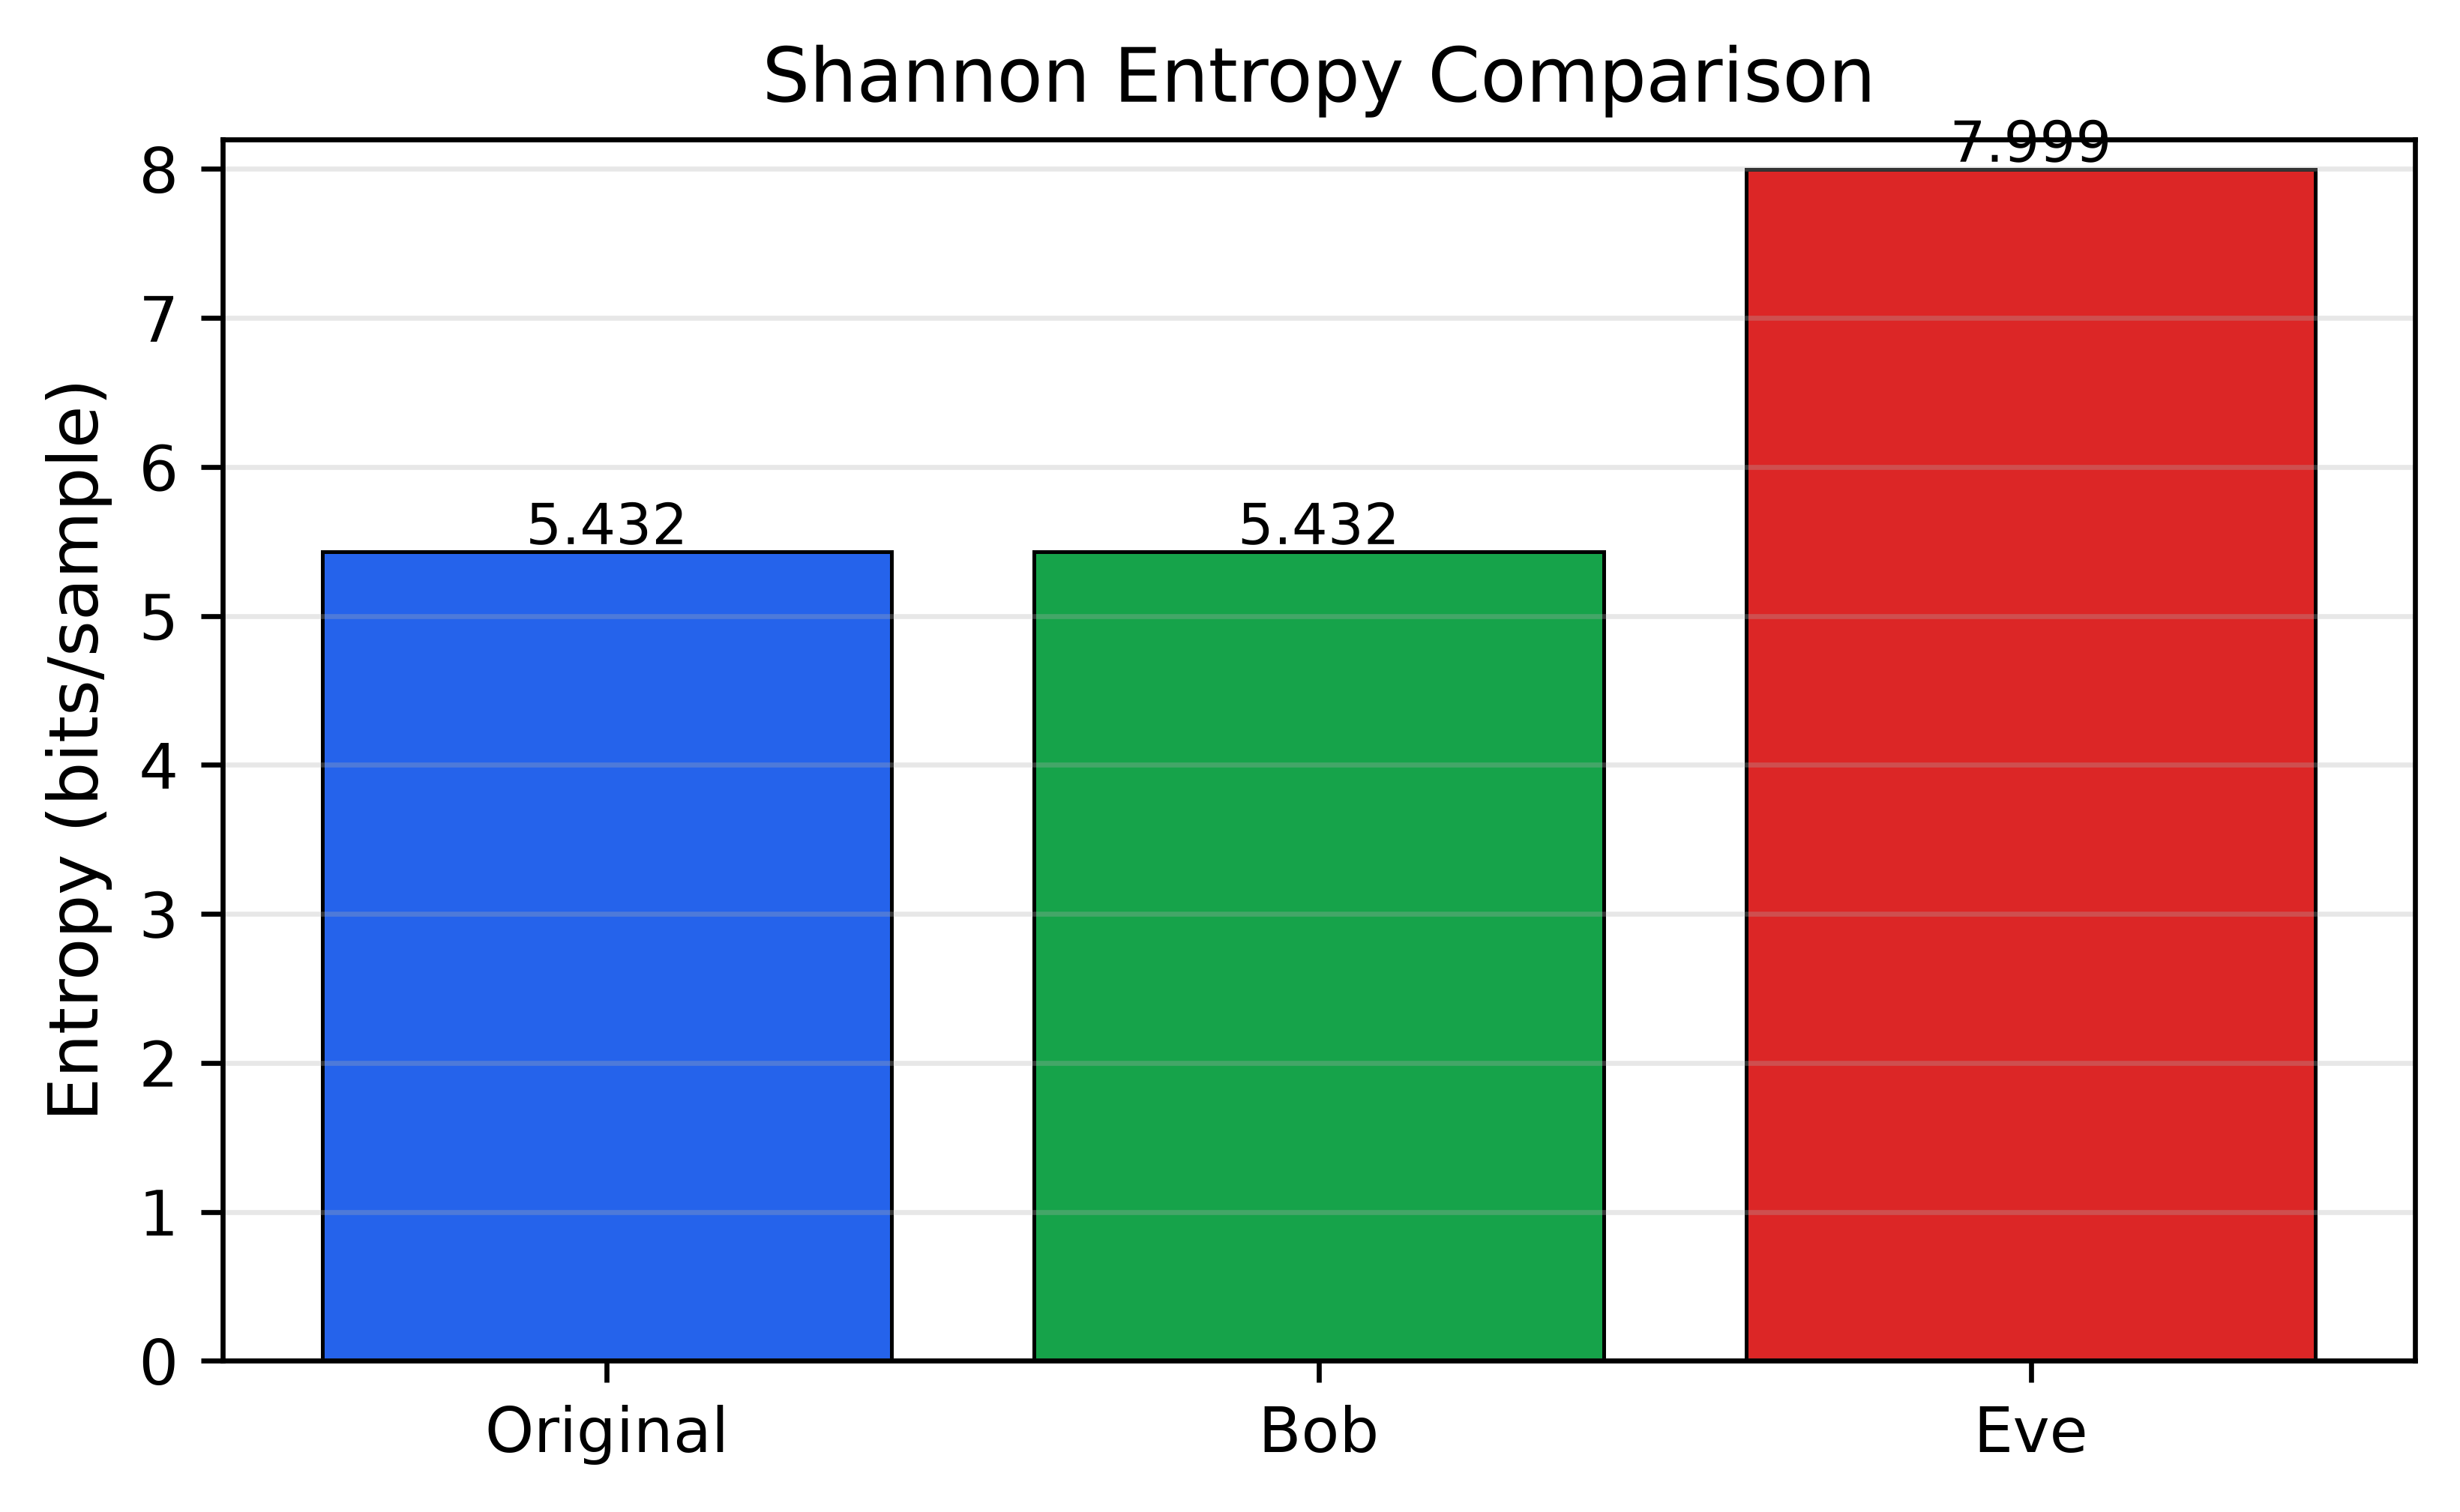 Shannon Entropy Comparison
Entropy (bits/sample)
8
7
6
5
4
3
2
1
0
5.432
5.432
7.999
Original
Bob
Eve